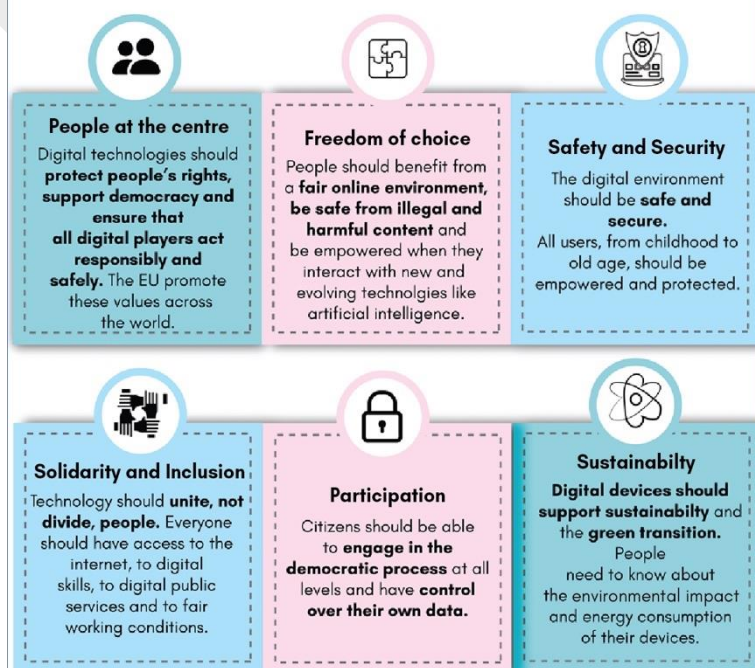 People at the centre
Digital technologies should
protect people's rights,
support democracy and
ensure that
all digital players act
responsibly and
safely. The EU promote
these values across
the world.
Freedom of choice
People should benefit from
a fair online environment,
be safe from illegal and
harmful content and
be empowered when they
interact with new and
evolving technolgies like
artificial intelligence.
Safety and Security
The digital environment
should be safe and
secure.
All users, from childhood to
old age, should be
empowered and protected.
Solidarity and Inclusion
Technology should unite, not
divide, people. Everyone
should have access to the
internet, to digital
skills, to digital public
services and to fair
working conditions.
Participation
Citizens should be able
to engage in the
democratic process at all
levels and have control
over their own data.
Sustainabilty
Digital devices should
support sustainabilty and
the green transition.
People
need to know about
the environmental impact
and energy consumption
of their devices.